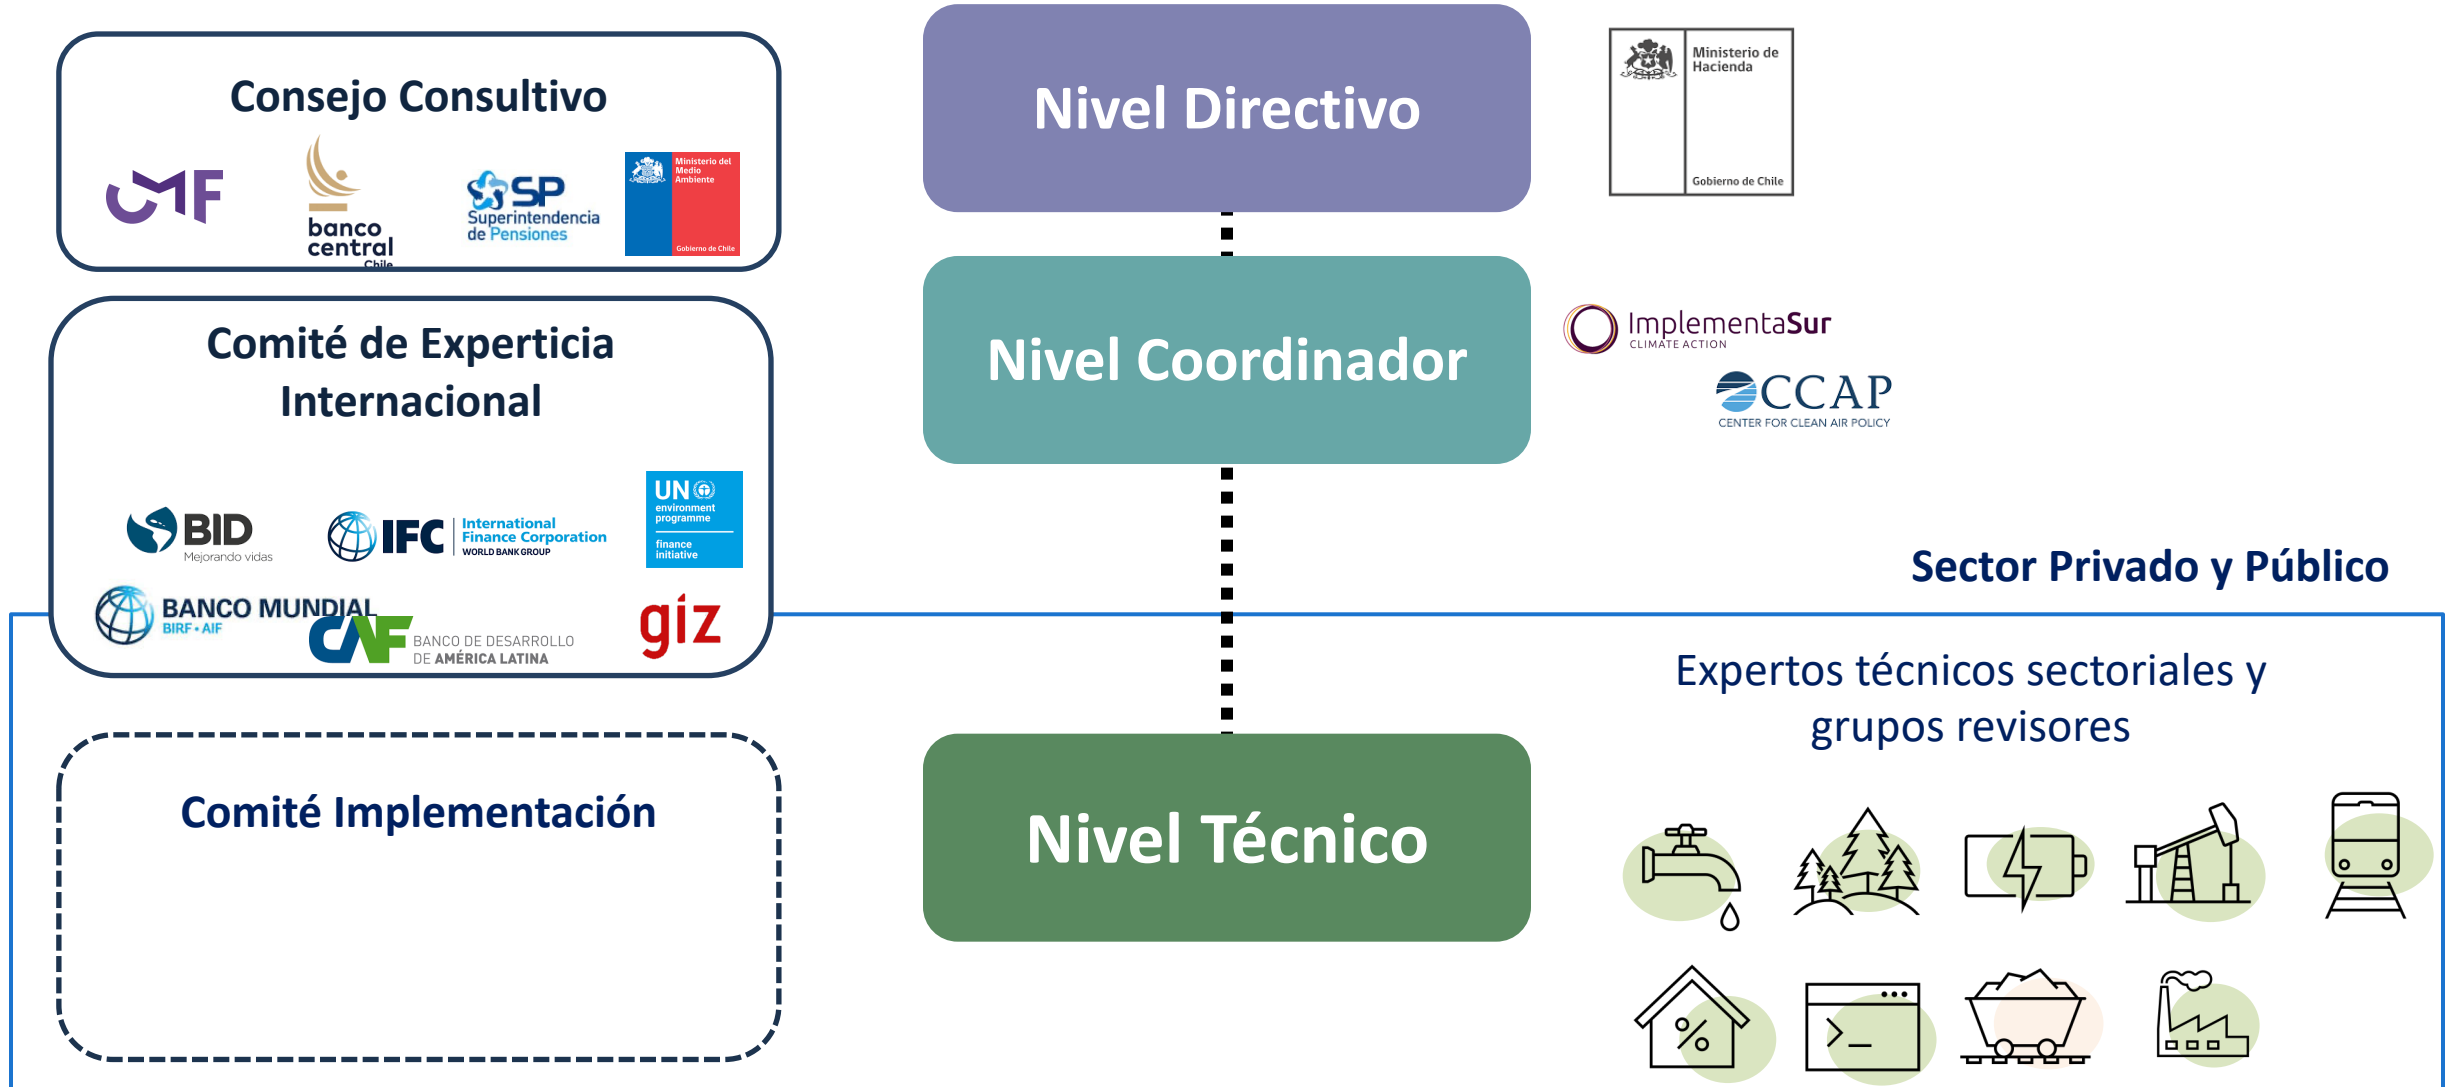 Consejo Consultivo
CMF
banco
central
Chile
SP
Superintendencia
de Pensiones
Ministerio del
Medio
Ambiente
Gobierno de Chile
Nivel Directivo
Ministerio de
Hacienda
Gobierno de Chile
Comité de Experticia
Internacional
BID
Mejorando vidas
IFC
International
Finance Corporation
WORLD BANK GROUP
UN
environment
programme
finance
initiative
BANCO MUNDIAL
BIRF • AIF
CAF
BANCO DE DESARROLLO
DE AMÉRICA LATINA
giz
Nivel Coordinador
ImplementaSur
CLIMATE ACTION
CCAP
CENTER FOR CLEAN AIR POLICY
Sector Privado y Público
Comité Implementación
Nivel Técnico
Expertos técnicos sectoriales y
grupos revisores